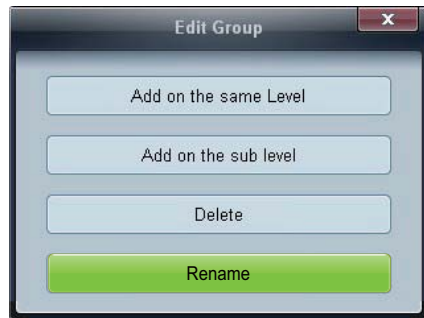 Edit Group
x
Add on the same Level
Add on the sub level
Delete
Rename